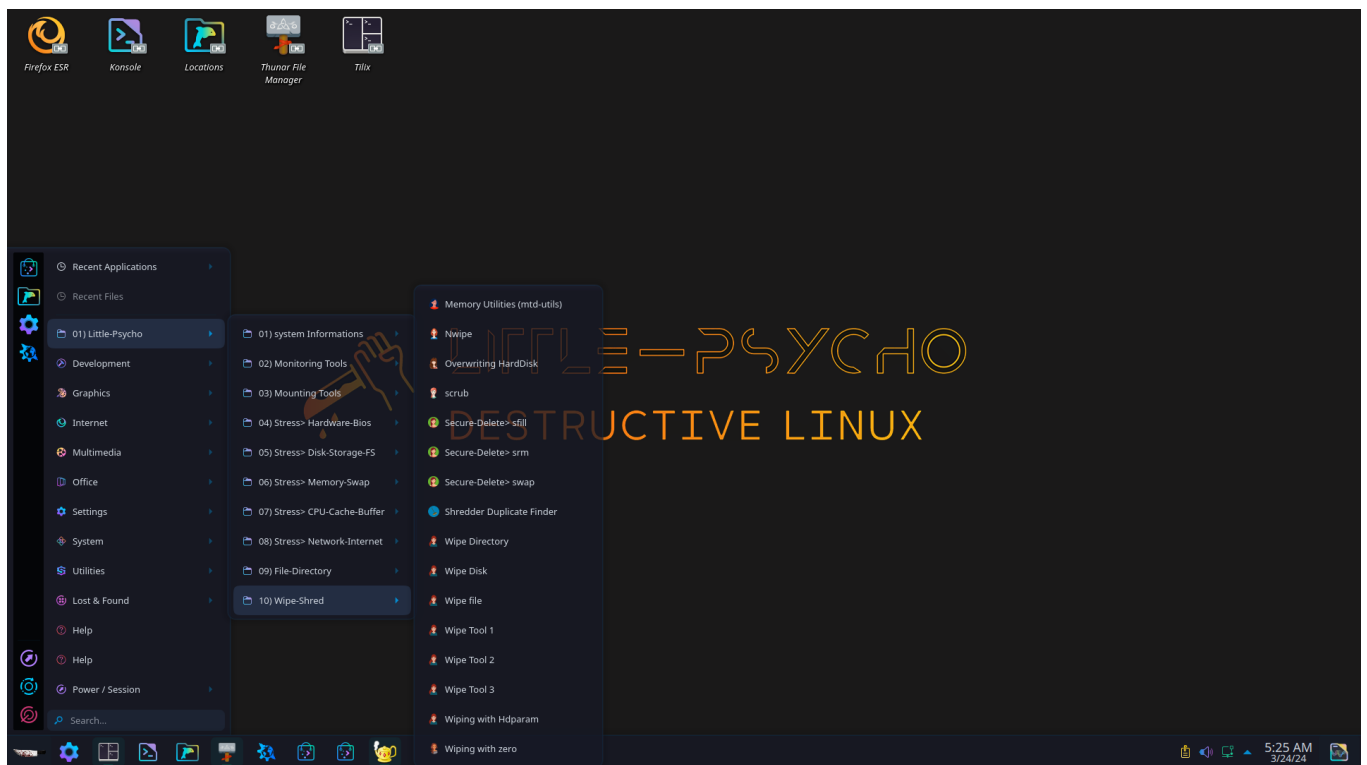 Firefox ESR
Konsole
Locations
Thunar File
Manager
Tilix
Recent Applications
Recent Files
01) Little-Psycho
Development
Graphics
Internet
Multimedia
Office
Settings
System
Utilities
Lost & Found
Help
Help
Power / Session
Search...
01) system Informations
02) Monitoring Tools
03) Mounting Tools
04) Stress> Hardware-Bios
05) Stress> Disk-Storage-FS
06) Stress> Memory-Swap
07) Stress> CPU-Cache-Buffer
08) Stress> Network-Internet
09) File-Directory
10) Wipe-Shred
Memory Utilities (mtd-utils)
Nwipe
Overwriting HardDisk
scrub
Secure-Delete> sfill
Secure-Delete> srm
Secure-Delete> swap
Shredder Duplicate Finder
Wipe Directory
Wipe Disk
Wipe file
Wipe Tool 1
Wipe Tool 2
Wipe Tool 3
Wiping with Hdparam
Wiping with zero
LITTLE-PSYCHO
DESTRUCTIVE LINUX
5:25 AM
3/24/24